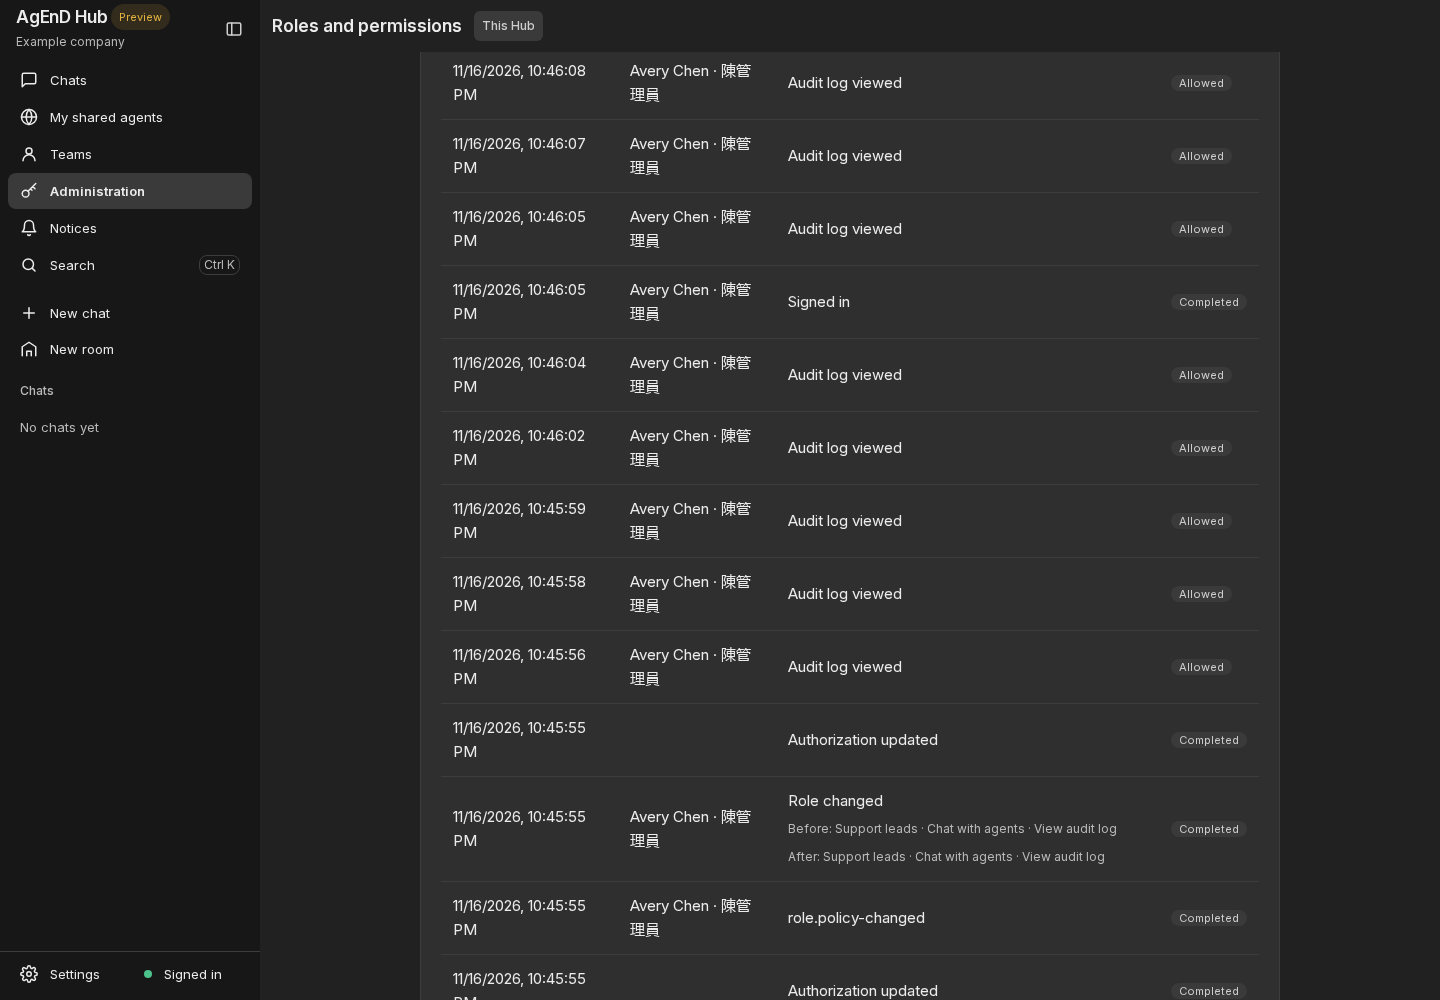 AgEnD Hub Preview
Example company
Chats
My shared agents
Teams
Administration
Notices
Search Ctrl K
New chat
New room
Chats
No chats yet
Settings Signed in
Roles and permissions This Hub
11/16/2026, 10:46:08 PM Avery Chen · 陳管理員 Audit log viewed Allowed
11/16/2026, 10:46:07 PM Avery Chen · 陳管理員 Audit log viewed Allowed
11/16/2026, 10:46:05 PM Avery Chen · 陳管理員 Audit log viewed Allowed
11/16/2026, 10:46:05 PM Avery Chen · 陳管理員 Signed in Completed
11/16/2026, 10:46:04 PM Avery Chen · 陳管理員 Audit log viewed Allowed
11/16/2026, 10:46:02 PM Avery Chen · 陳管理員 Audit log viewed Allowed
11/16/2026, 10:45:59 PM Avery Chen · 陳管理員 Audit log viewed Allowed
11/16/2026, 10:45:58 PM Avery Chen · 陳管理員 Audit log viewed Allowed
11/16/2026, 10:45:56 PM Avery Chen · 陳管理員 Audit log viewed Allowed
11/16/2026, 10:45:55 PM Authorization updated Completed
11/16/2026, 10:45:55 PM Avery Chen · 陳管理員 Role changed Completed
Before: Support leads · Chat with agents · View audit log
After: Support leads · Chat with agents · View audit log
11/16/2026, 10:45:55 PM Avery Chen · 陳管理員 role.policy-changed Completed
11/16/2026, 10:45:55 PM Authorization updated Completed